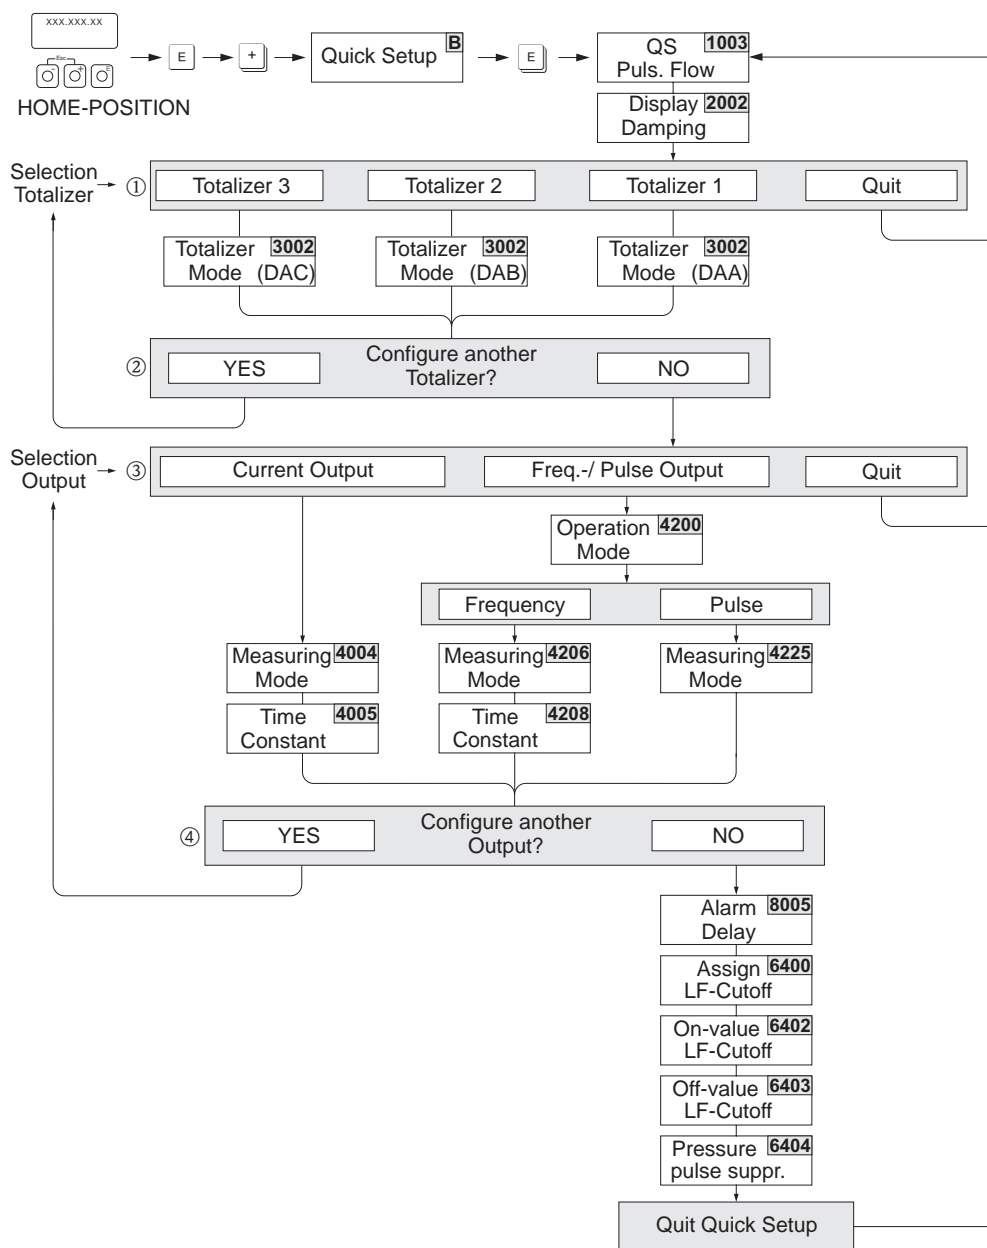 xxx.xxx.xx
Esc
- + E
HOME-POSITION
E
+
Quick Setup B
E
QS 1003
Puls. Flow
Display 2002
Damping
Selection
Totalizer
① Totalizer 3 Totalizer 2 Totalizer 1 Quit
Totalizer 3002
Mode (DAC)
Totalizer 3002
Mode (DAB)
Totalizer 3002
Mode (DAA)
② YES
Configure another
Totalizer?
NO
Selection
Output
③ Current Output Freq.-/ Pulse Output Quit
Operation 4200
Mode
Frequency Pulse
Measuring 4004
Mode
Measuring 4206
Mode
Measuring 4225
Mode
Time 4005
Constant
Time 4208
Constant
④ YES
Configure another
Output?
NO
Alarm 8005
Delay
Assign 6400
LF-Cutoff
On-value 6402
LF-Cutoff
Off-value 6403
LF-Cutoff
Pressure 6404
pulse suppr.
Quit Quick Setup